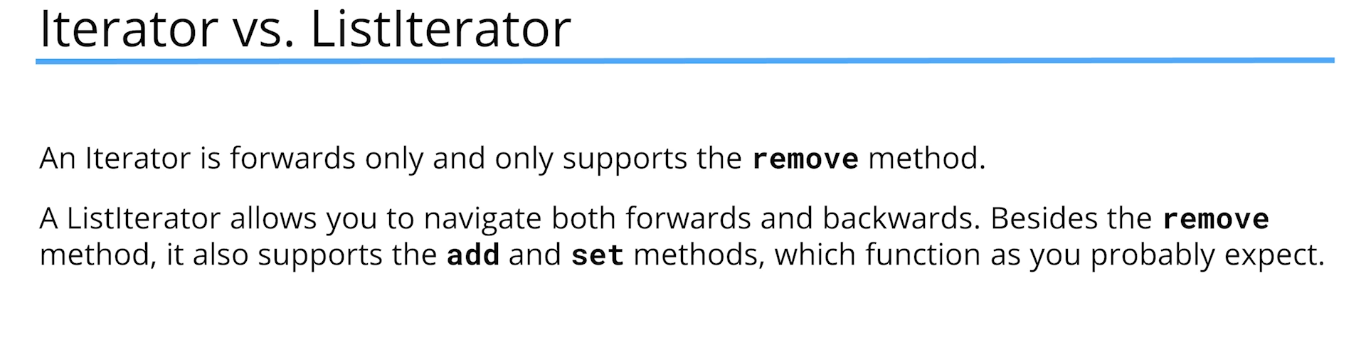 Iterator vs. ListIterator
An Iterator is forwards only and only supports the remove method.
A ListIterator allows you to navigate both forwards and backwards. Besides the remove
method, it also supports the add and set methods, which function as you probably expect.